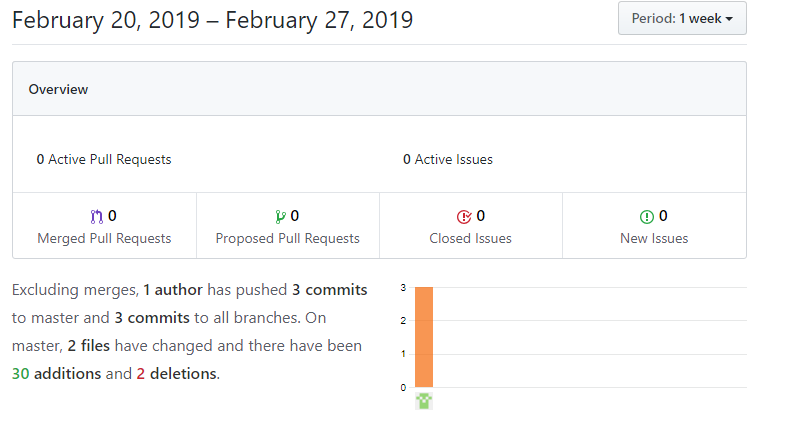 February 20, 2019 – February 27, 2019
Period: 1 week
Overview
0 Active Pull Requests
0 Active Issues
0
Merged Pull Requests
0
Proposed Pull Requests
0
Closed Issues
0
New Issues
Excluding merges, 1 author has pushed 3 commits
to master and 3 commits to all branches. On
master, 2 files have changed and there have been
30 additions and 2 deletions.
3
2
1
0